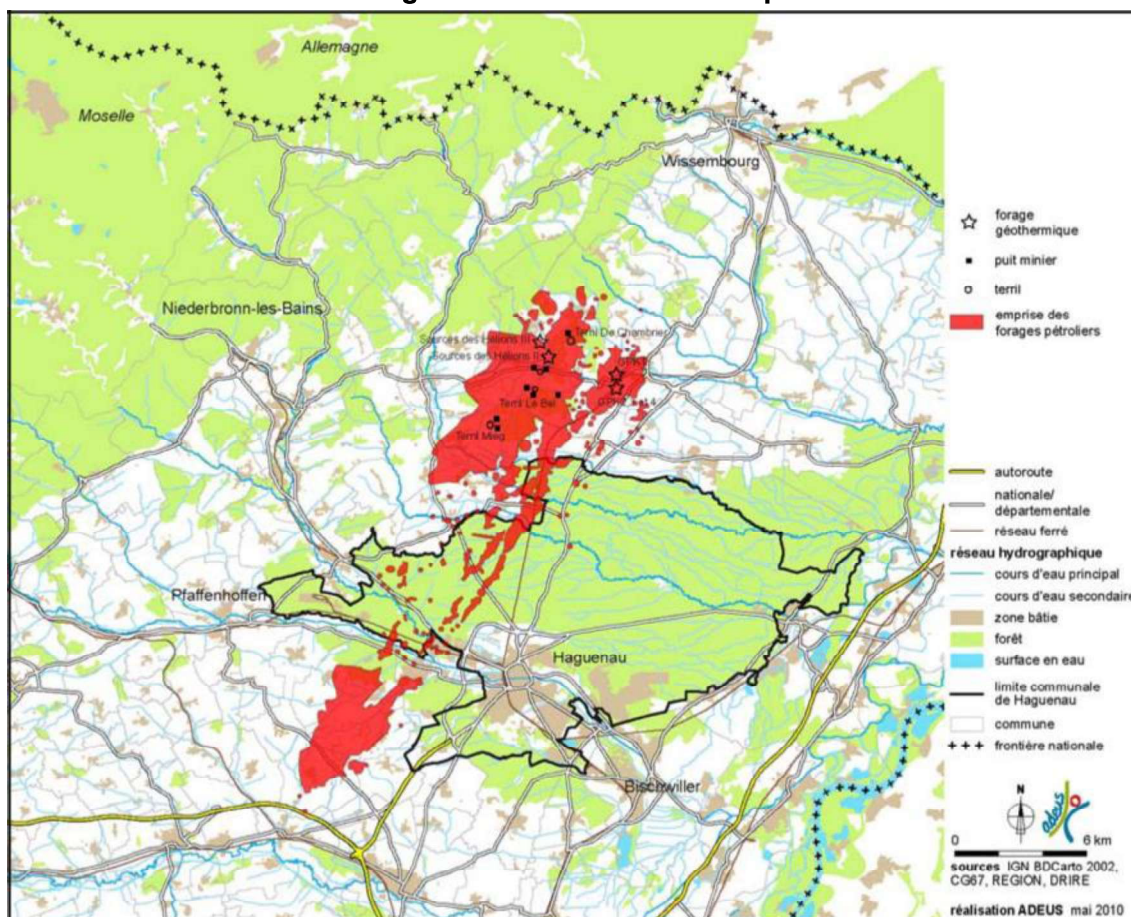 Allemagne
Moselle
Wissembourg
Niederbronn-les-Bains
Sources des Hélions III
Terril De Chambrier
Sources des Hélions II
GPK1
Terril Le Bel
Terril Mieg
Pfaffenhoffen
Haguenau
Bischwiller
forage
géothermique
puit minier
terril
emprise des
forages pétroliers
autoroute
nationale/
départementale
réseau ferré
réseau hydrographique
cours d'eau principal
cours d'eau secondaire
zone bâtie
forêt
surface en eau
limite communale
de Haguenau
commune
frontière nationale
N
adeus
0 6 km
sources IGN BDCarto 2002,
CG67, REGION, DRIRE
réalisation ADEUS mai 2010